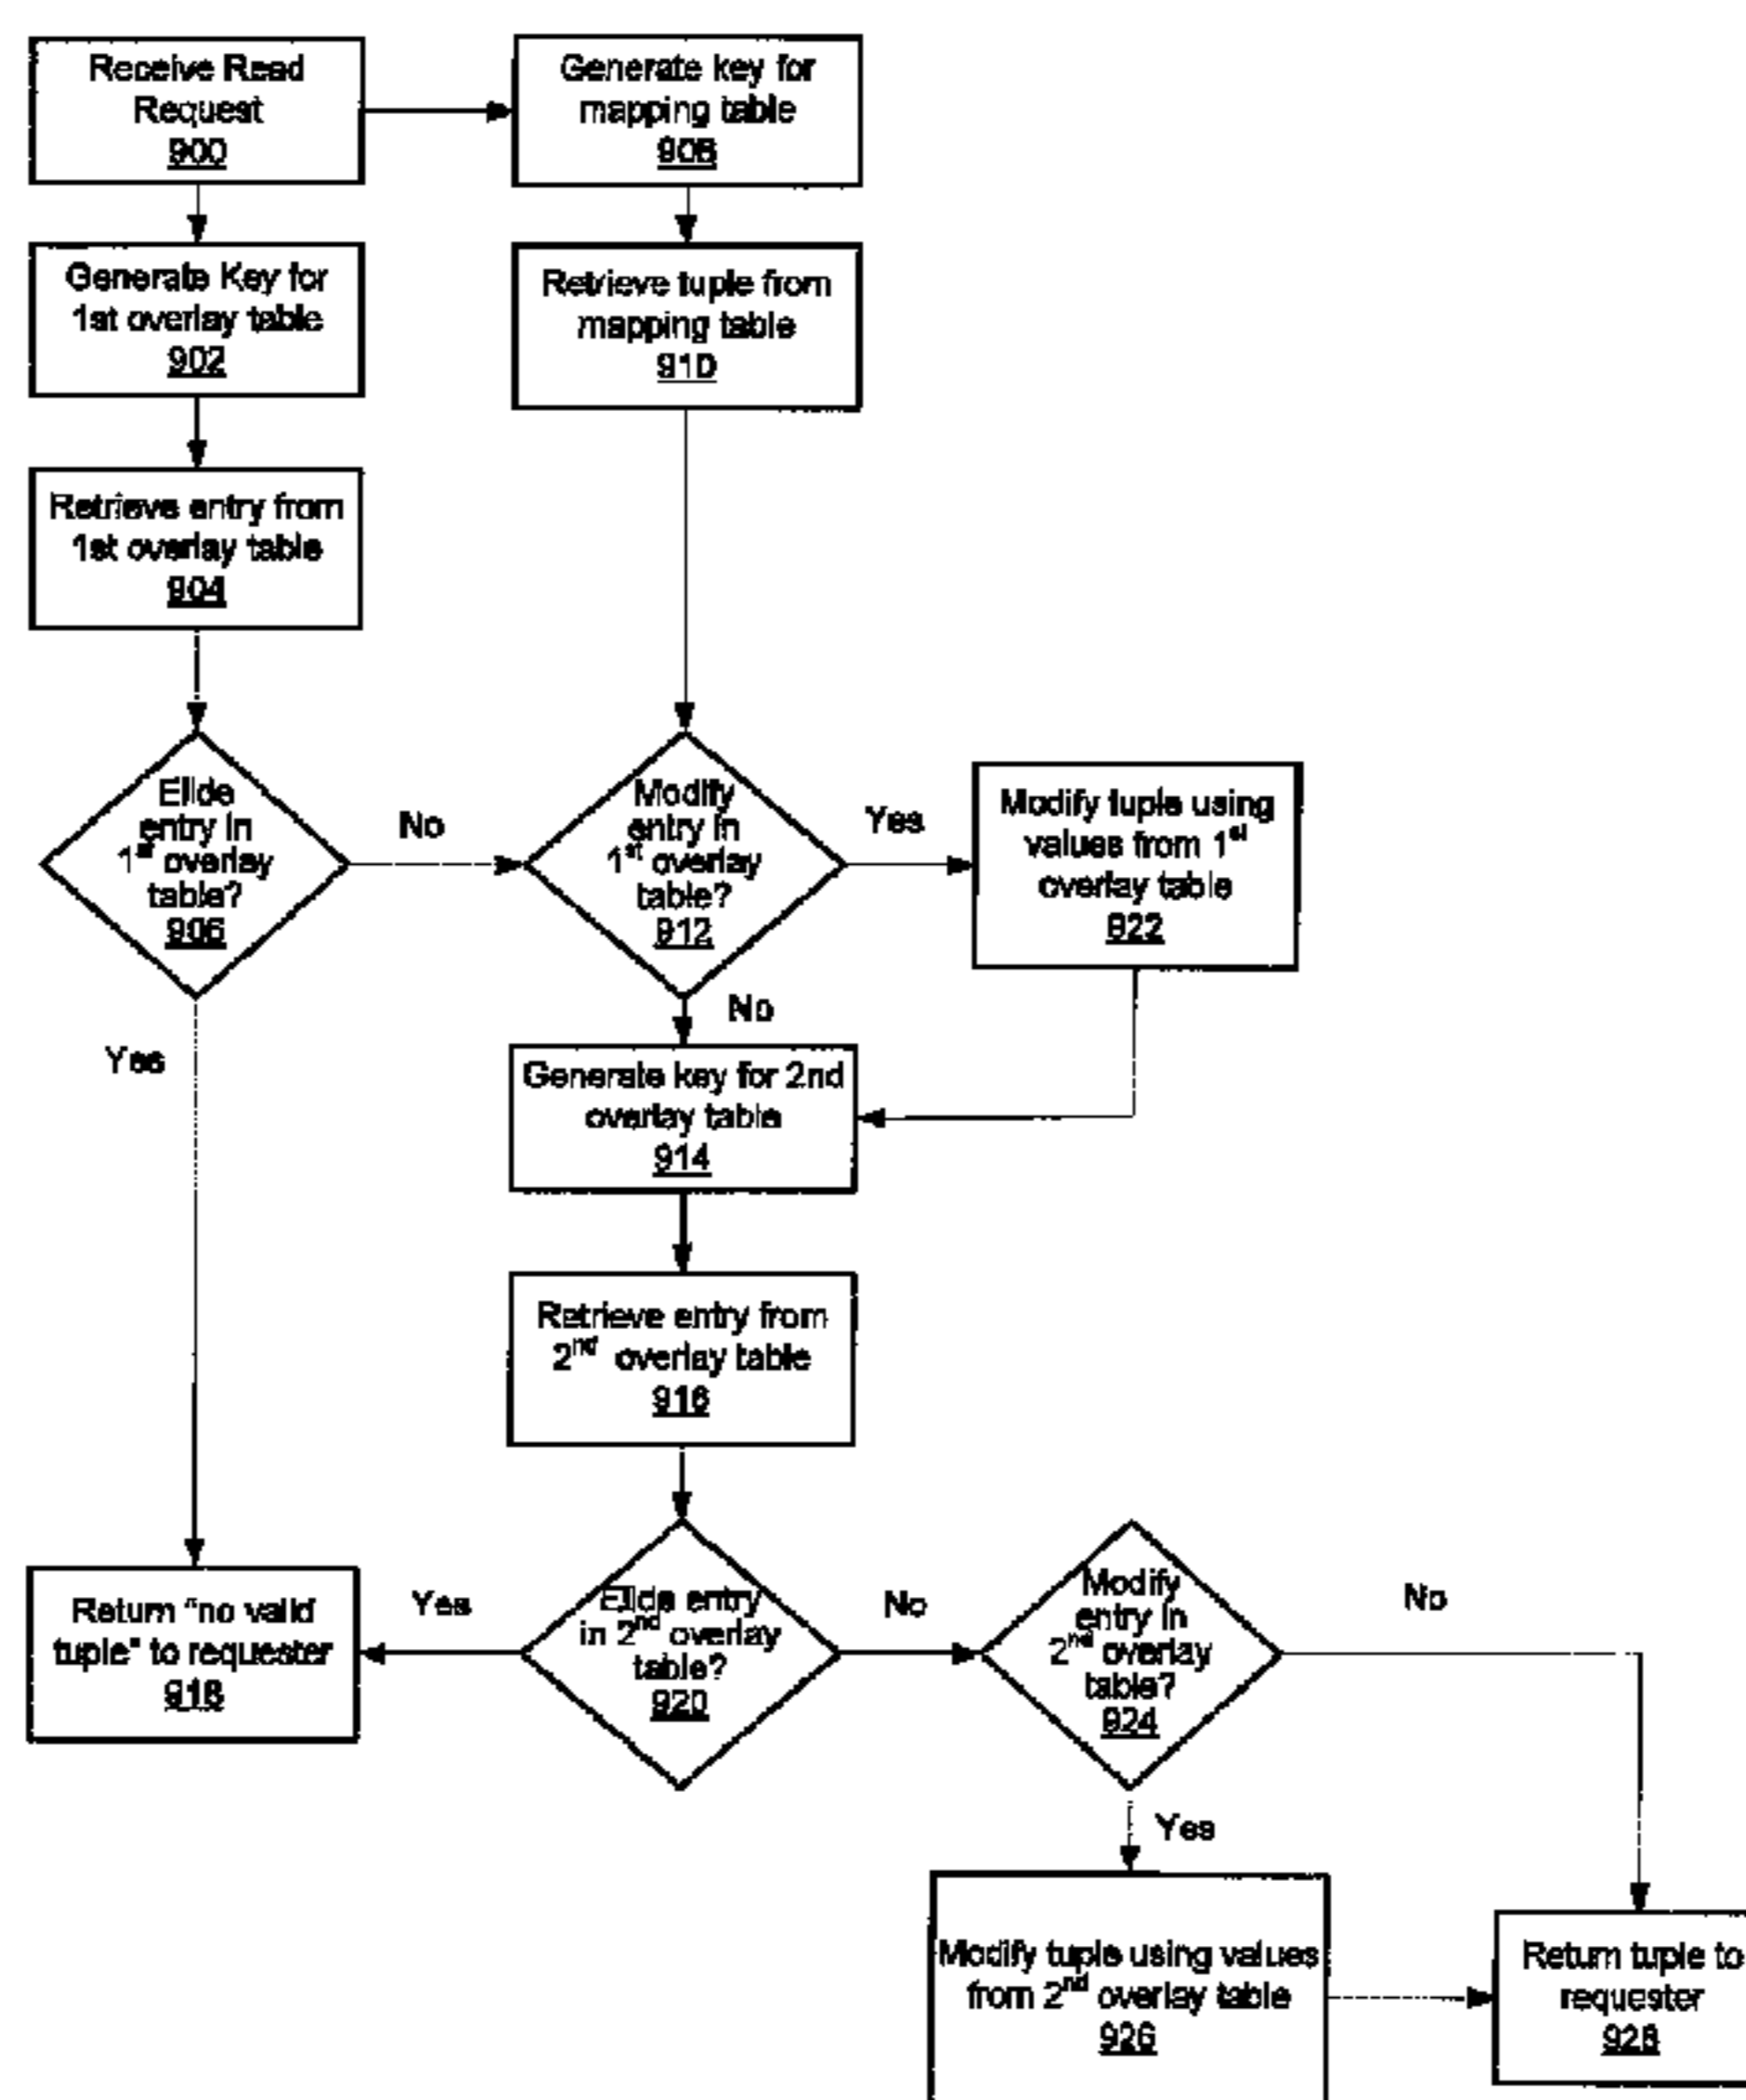 Receive Read
Request
900
Generate key for
mapping table
908
Generate Key for
1st overlay table
902
Retrieve tuple from
mapping table
910
Retrieve entry from
1st overlay table
904
Elide
entry in
1st overlay
table?
906
No
Modify
entry in
1st overlay
table?
912
Yes
Modify tuple using
values from 1st
overlay table
922
Yes
No
Generate key for 2nd
overlay table
914
Retrieve entry from
2nd overlay table
916
Return "no valid
tuple" to requester
918
Yes
Elide entry
in 2nd overlay
table?
920
No
Modify
entry in
2nd overlay
table?
924
No
Yes
Modify tuple using values
from 2nd overlay table
926
Return tuple to
requester
928